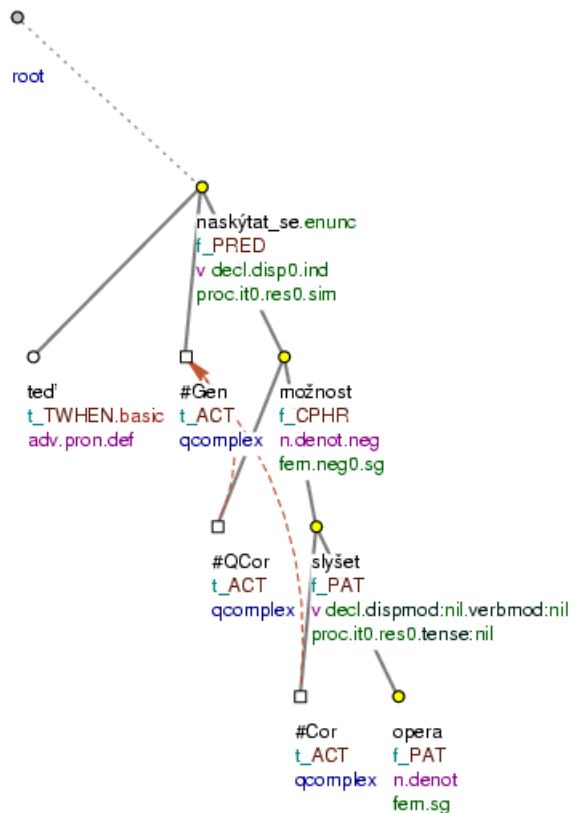 root
naskýtat_se.enunc
f_PRED
v decl.disp0.ind
proc.it0.res0.sim
teď
t_TWHEN.basic
adv.pron.def
#Gen
t_ACT
qcomplex
možnost
f_CPHR
n.denot.neg
fem.neg0.sg
#QCor
t_ACT
qcomplex
slyšet
f_PAT
v decl.dispmod:nil.verbmod:nil
proc.it0.res0.tense:nil
#Cor
t_ACT
qcomplex
opera
f_PAT
n.denot
fem.sg